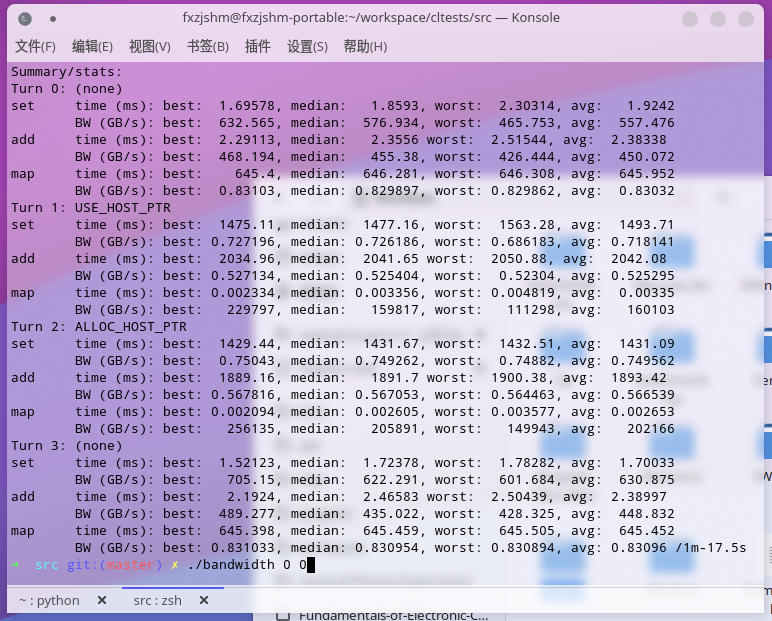 fxzjshm@fxzjshm-portable:~/workspace/cltests/src — Konsole
文件(F) 编辑(E) 视图(V) 书签(B) 插件 设置(S) 帮助(H)
Summary/stats:
Turn 0: (none)
set     time (ms): best:  1.69578, median:   1.8593, worst:  2.30314, avg:   1.9242
        BW (GB/s): best:  632.565, median:  576.934, worst:  465.753, avg:  557.476
add     time (ms): best:  2.29113, median:   2.3556 worst:  2.51544, avg:  2.38338
        BW (GB/s): best:  468.194, median:   455.38, worst:  426.444, avg:  450.072
map     time (ms): best:    645.4, median:  646.281, worst:  646.308, avg:  645.952
        BW (GB/s): best:  0.83103, median: 0.829897, worst: 0.829862, avg:  0.83032
Turn 1: USE_HOST_PTR
set     time (ms): best:  1475.11, median:  1477.16, worst:  1563.28, avg:  1493.71
        BW (GB/s): best: 0.727196, median: 0.726186, worst: 0.686183, avg: 0.718141
add     time (ms): best:  2034.96, median:  2041.65 worst:  2050.88, avg:  2042.08
        BW (GB/s): best: 0.527134, median: 0.525404, worst:  0.52304, avg: 0.525295
map     time (ms): best: 0.002334, median: 0.003356, worst: 0.004819, avg:  0.00335
        BW (GB/s): best:   229797, median:   159817, worst:   111298, avg:   160103
Turn 2: ALLOC_HOST_PTR
set     time (ms): best:  1429.44, median:  1431.67, worst:  1432.51, avg:  1431.09
        BW (GB/s): best:  0.75043, median: 0.749262, worst:  0.74882, avg: 0.749562
add     time (ms): best:  1889.16, median:   1891.7 worst:  1900.38, avg:  1893.42
        BW (GB/s): best: 0.567816, median: 0.567053, worst: 0.564463, avg: 0.566539
map     time (ms): best: 0.002094, median: 0.002605, worst: 0.003577, avg: 0.002653
        BW (GB/s): best:   256135, median:   205891, worst:   149943, avg:   202166
Turn 3: (none)
set     time (ms): best:  1.52123, median:  1.72378, worst:  1.78282, avg:  1.70033
        BW (GB/s): best:   705.15, median:  622.291, worst:  601.684, avg:  630.875
add     time (ms): best:   2.1924, median:  2.46583 worst:  2.50439, avg:  2.38997
        BW (GB/s): best:  489.277, median:  435.022, worst:  428.325, avg:  448.832
map     time (ms): best:  645.398, median:  645.459, worst:  645.505, avg:  645.452
        BW (GB/s): best: 0.831033, median: 0.830954, worst: 0.830894, avg:  0.83096 /1m-17.5s
➜  src git:(master) ✗ ./bandwidth 0 0
~ : python ✕ src : zsh ✕
Fundamentals-of-Electronic-C...